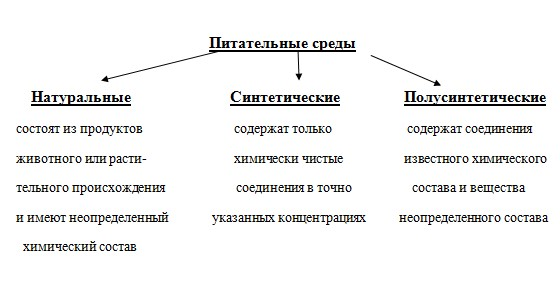 Питательные среды
Натуральные
состоят из продуктов
животного или расти-
тельного происхождения
и имеют неопределенный
химический состав
Синтетические
содержат только
химически чистые
соединения в точно
указанных концентрациях
Полусинтетические
содержат соединения
известного химического
состава и вещества
неопределенного состава